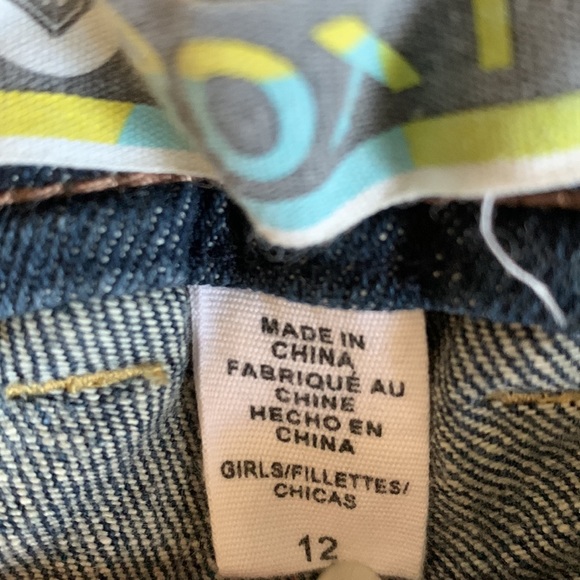 MADE IN
CHINA
FABRIQUÉ AU
CHINE
HECHO EN
CHINA
GIRLS/FILLETTES/
CHICAS
12